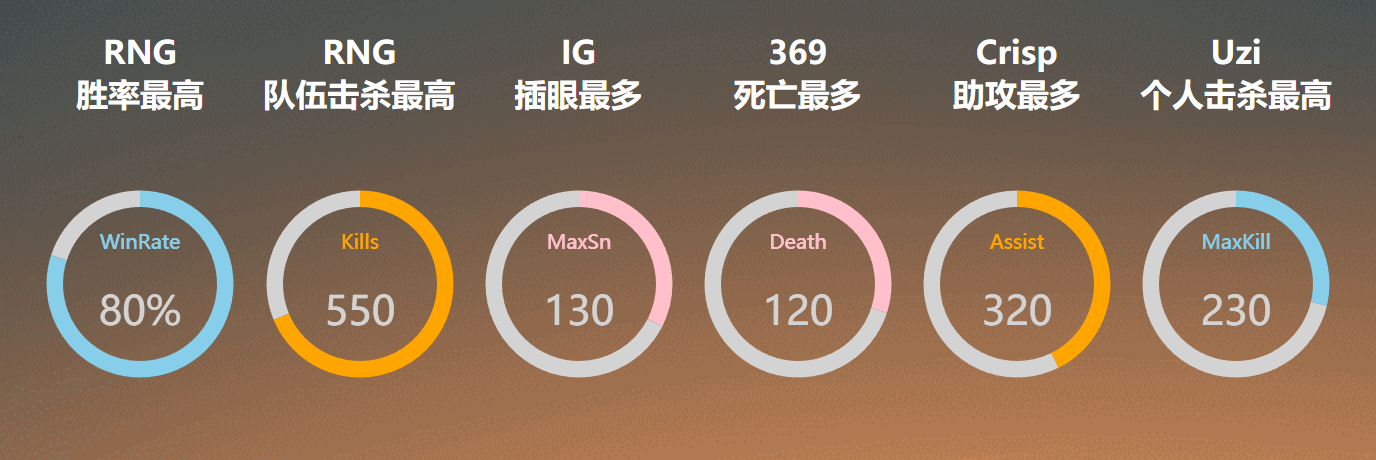 RNG
胜率最高
RNG
队伍击杀最高
IG
插眼最多
369
死亡最多
Crisp
助攻最多
Uzi
个人击杀最高
WinRate
80%
Kills
550
MaxSn
130
Death
120
Assist
320
MaxKill
230